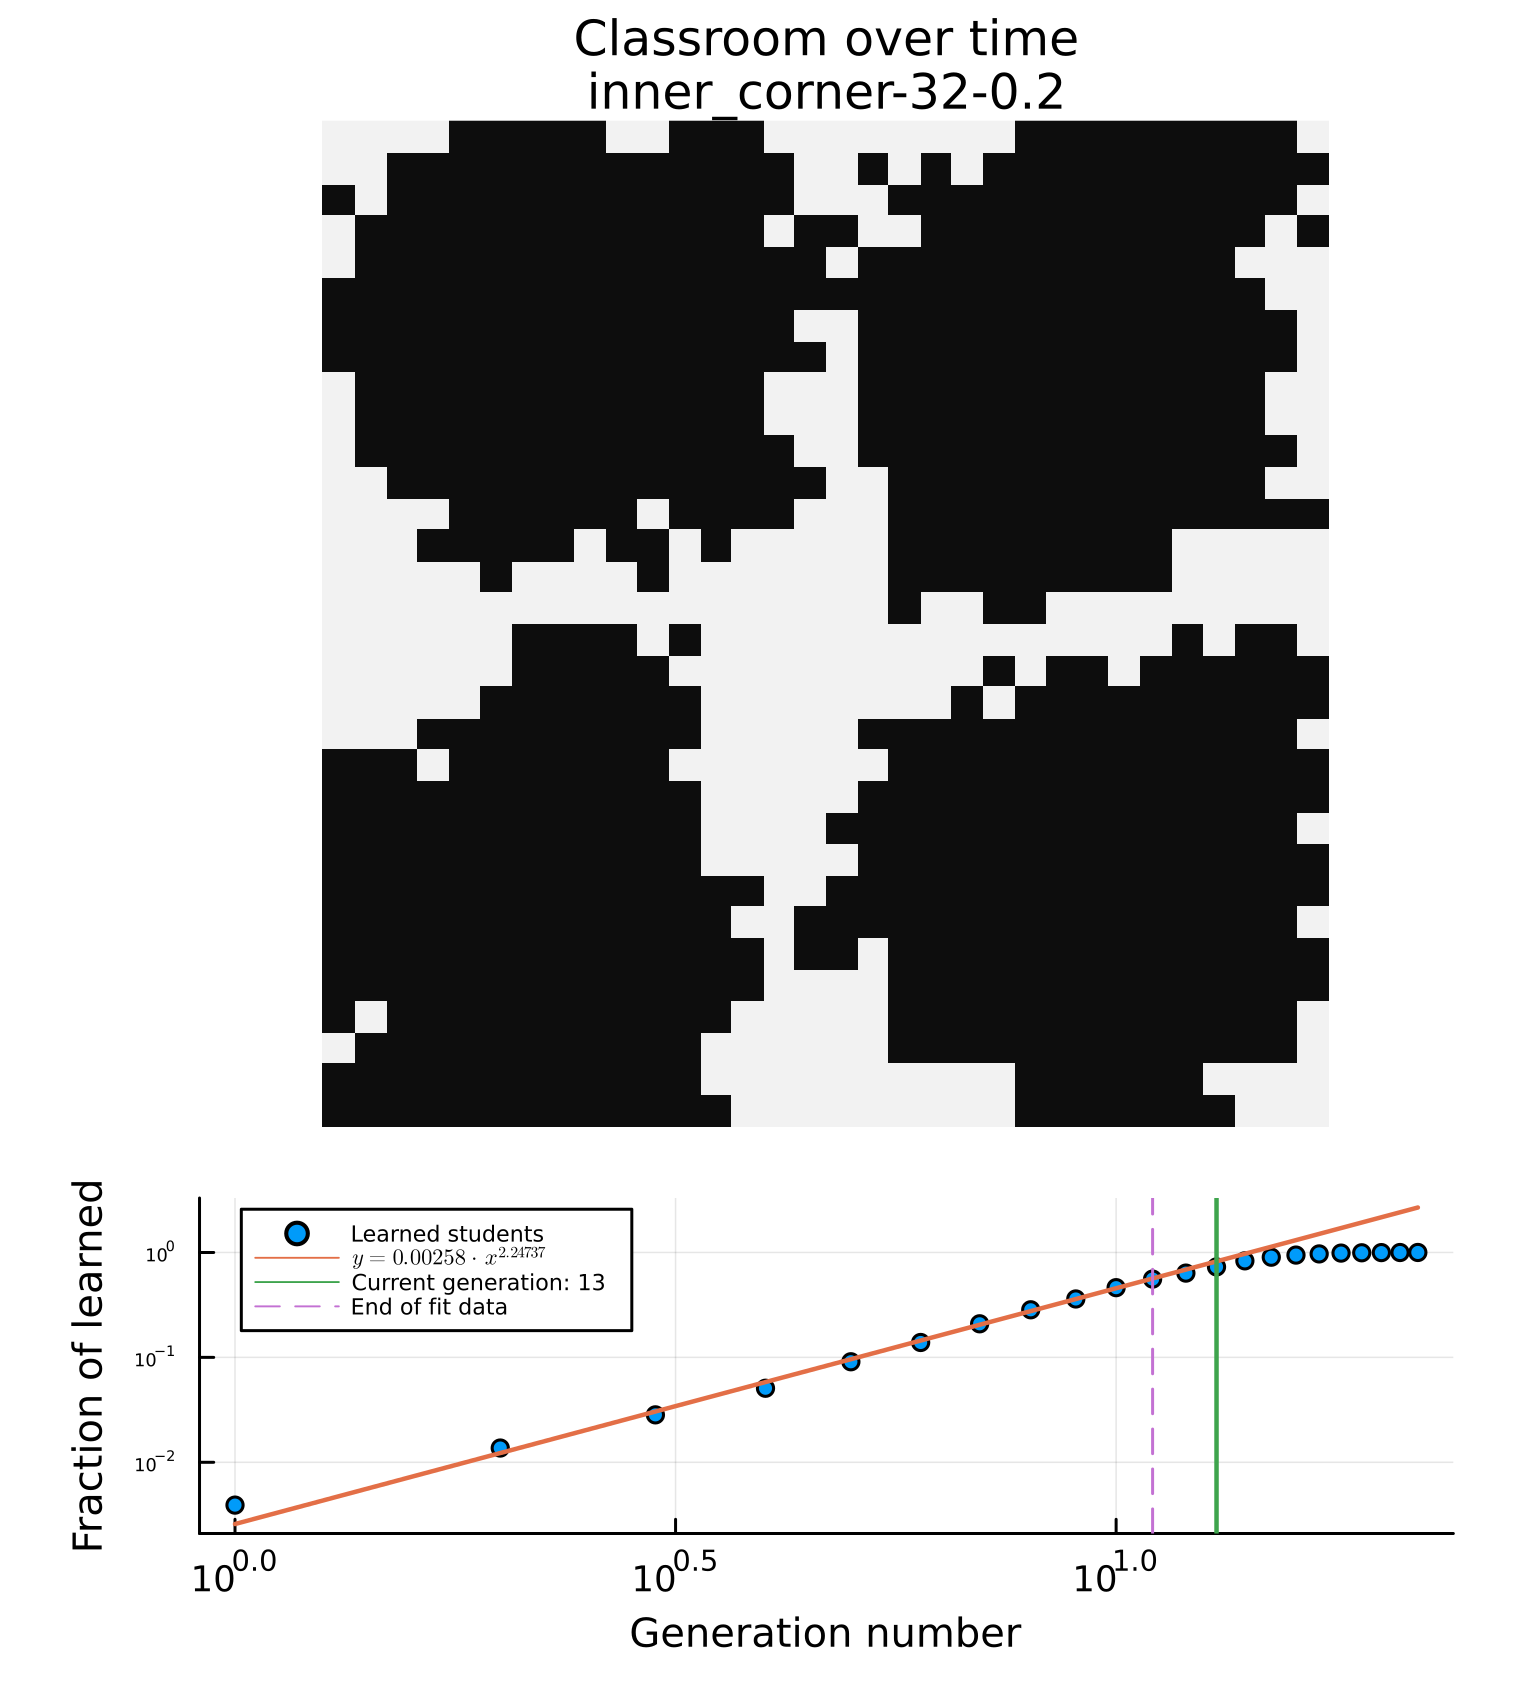 Classroom over time
inner_corner-32-0.2
Fraction of learned
10^0
10^−1
10^−2
Learned students
y = 0.00258 · x^2.24737
Current generation: 13
End of fit data
10^0.0 10^0.5 10^1.0
Generation number